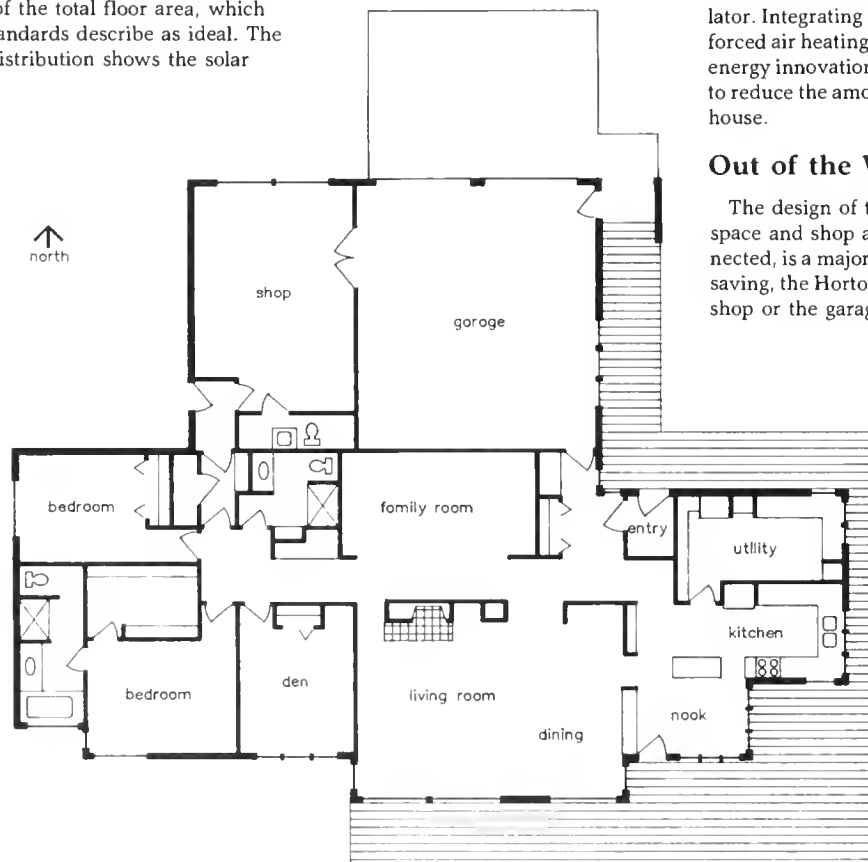 of the total floor area, which
andards describe as ideal. The
istribution shows the solar
lator. Integrating
forced air heating
energy innovation
to reduce the amo
house.
Out of the W
The design of t
space and shop a
nected, is a major
saving, the Horto
shop or the garag
north
shop
garage
bedroom
family room
entry
utility
kitchen
bedroom
den
living room
nook
dining